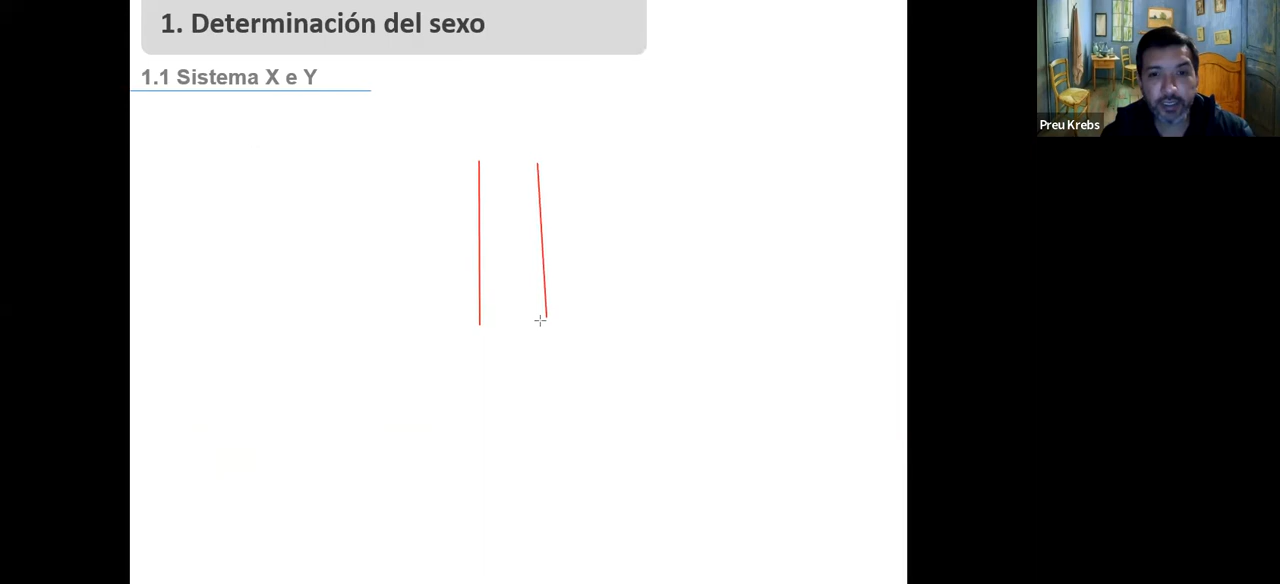 1. Determinación del sexo
1.1 Sistema X e Y
Preu Krebs